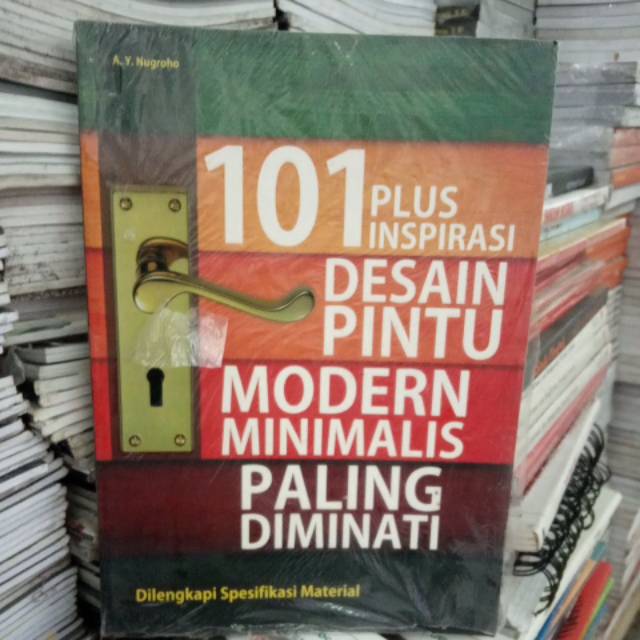 A. Y. Nugroho
101 PLUS
INSPIRASI
DESAIN
PINTU
MODERN
MINIMALIS
PALING
DIMINATI
Dilengkapi Spesifikasi Material